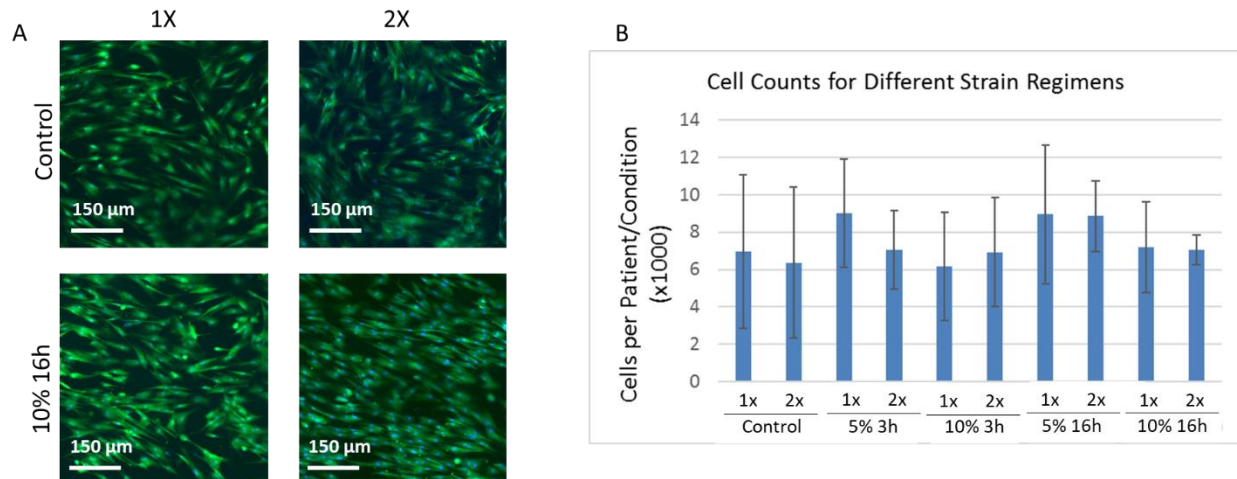 A
1X
2X
Control
150 µm
150 µm
10% 16h
150 µm
150 µm
B
Cell Counts for Different Strain Regimens
Cells per Patient/Condition
(x1000)
14
12
10
8
6
4
2
0
1x 2x 1x 2x 1x 2x 1x 2x 1x 2x
Control 5% 3h 10% 3h 5% 16h 10% 16h